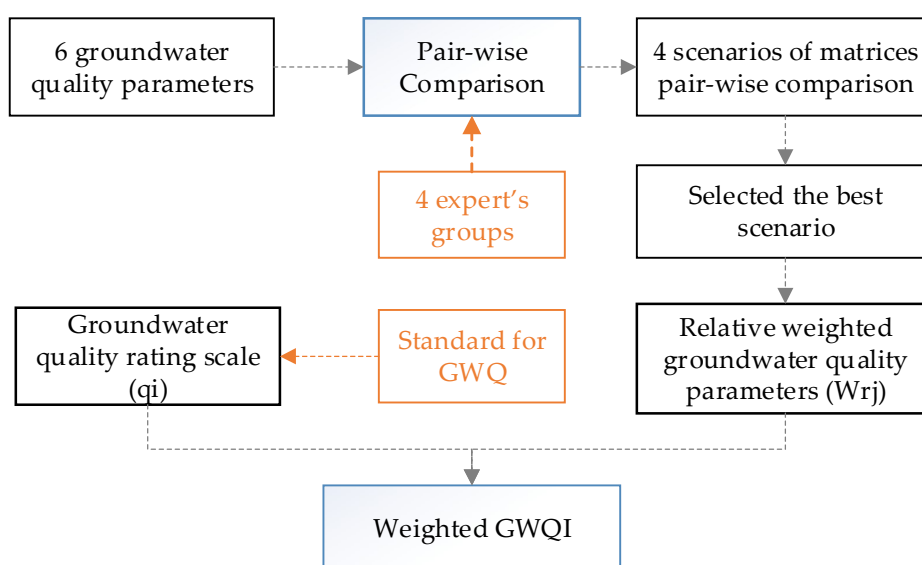 6 groundwater
quality parameters
Pair-wise
Comparison
4 scenarios of matrices
pair-wise comparison
4 expert's
groups
Selected the best
scenario
Groundwater
quality rating scale
(qi)
Standard for
GWQ
Relative weighted
groundwater quality
parameters (Wrj)
Weighted GWQI